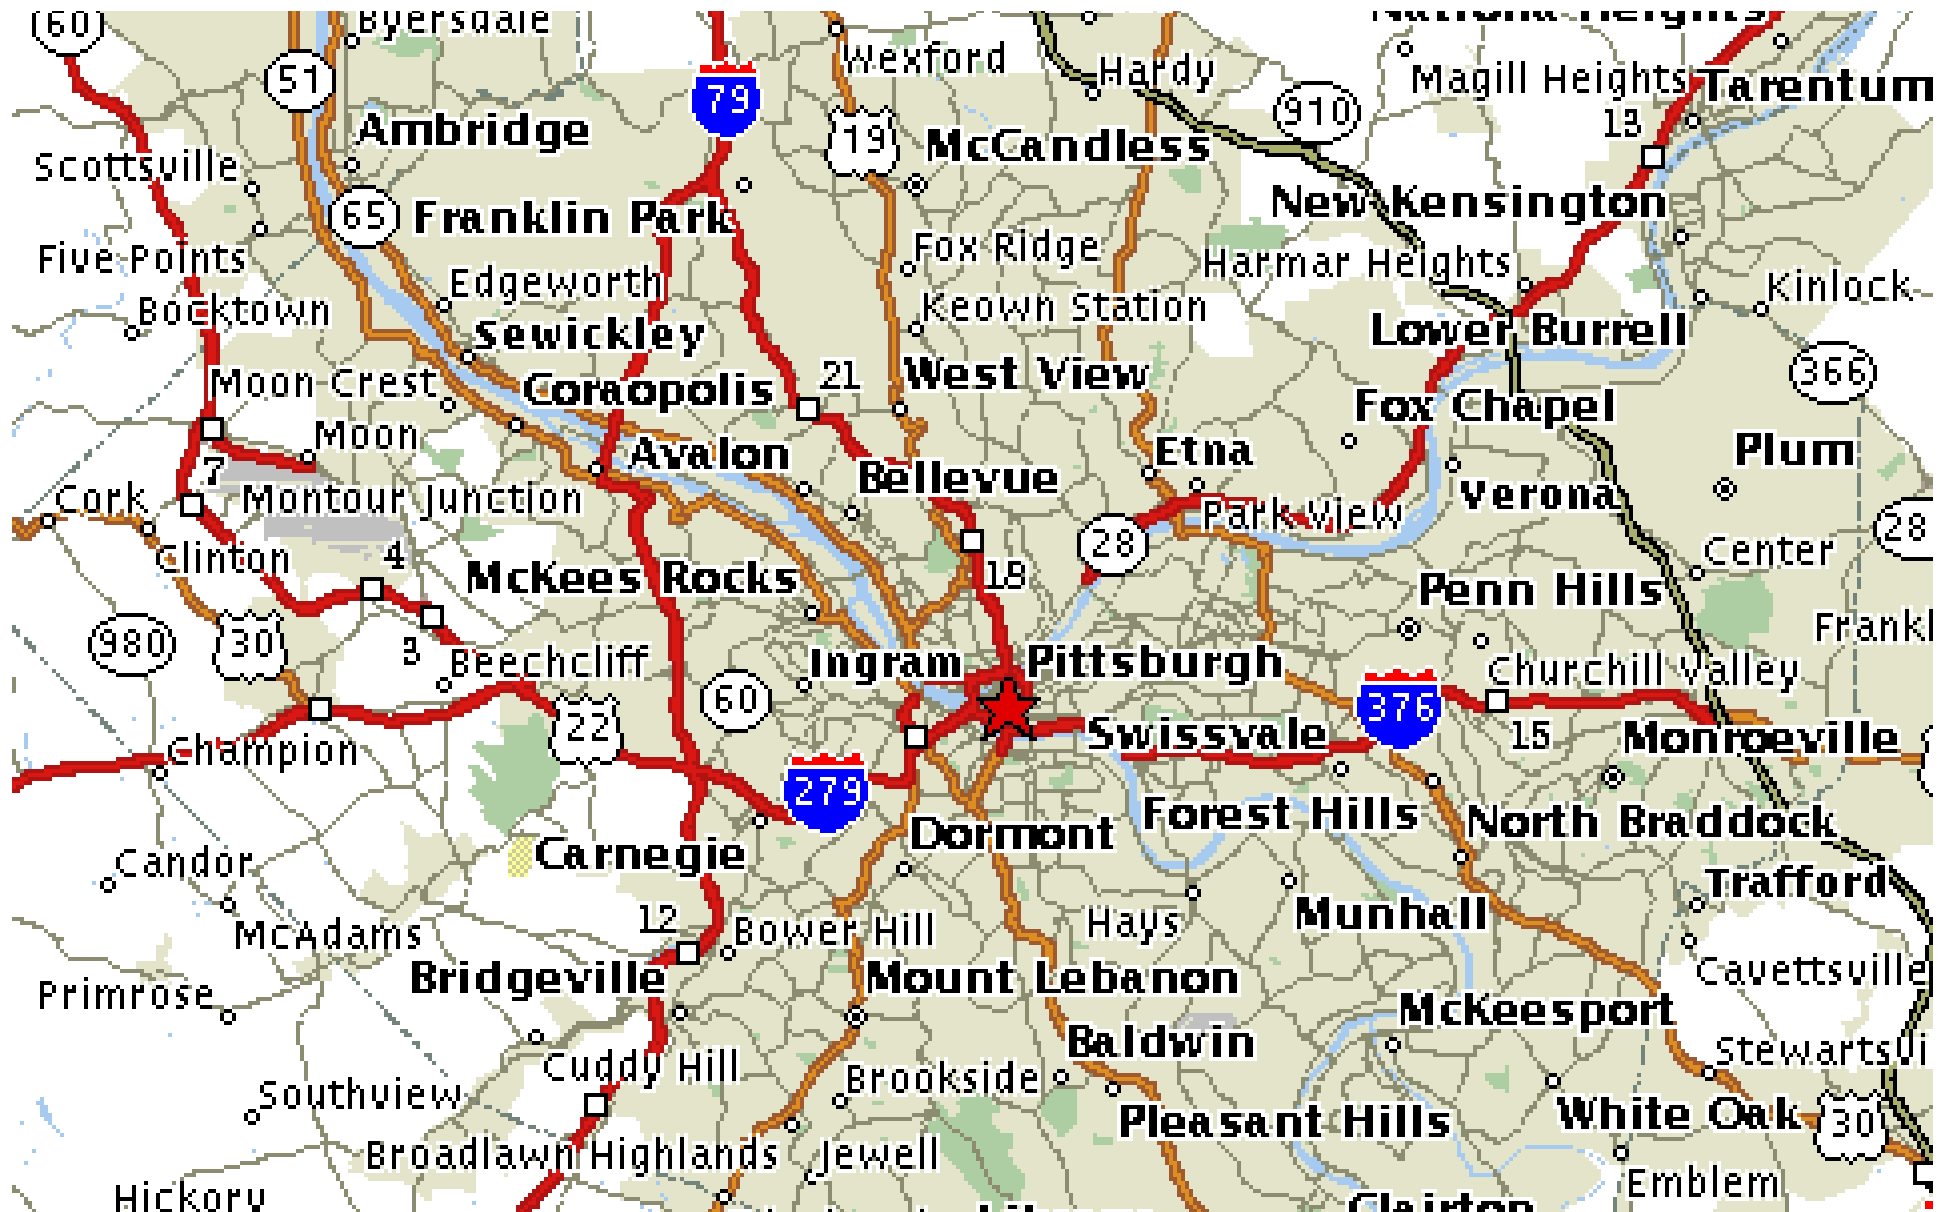 (60)
Byersdale
51
79
Wexford
Hardy
910
Magill Heights
Tarentum
13
Ambridge
19
McCandless
Scottsville
65
Franklin Park
New Kensington
Five Points
Fox Ridge
Harmar Heights
Edgeworth
Kinlock
Bocktown
Keown Station
Sewickley
Lower Burrell
Moon Crest
Coraopolis
21
West View
366
Fox Chapel
Moon
Avalon
Etna
Plum
7
Bellevue
Cork
Montour Junction
Verona
Park View
28
28
Clinton
4
Center
McKees Rocks
18
Penn Hills
980
30
3
Beechcliff
Ingram
Pittsburgh
Frankl
Churchill Valley
60
22
376
Champion
Swissvale
15
Monroeville
279
Forest Hills
North Braddock
Dormont
Carnegie
Candor
Trafford
12
Bower Hill
Hays
Munhall
McAdams
Bridgeville
Mount Lebanon
Cavettsville
Primrose
McKeesport
Baldwin
Stewartsvi
Cuddy Hill
Brookside
Southview
Pleasant Hills
White Oak
30
Broadlawn Highlands
Jewell
Emblem
Hickory
Clairton